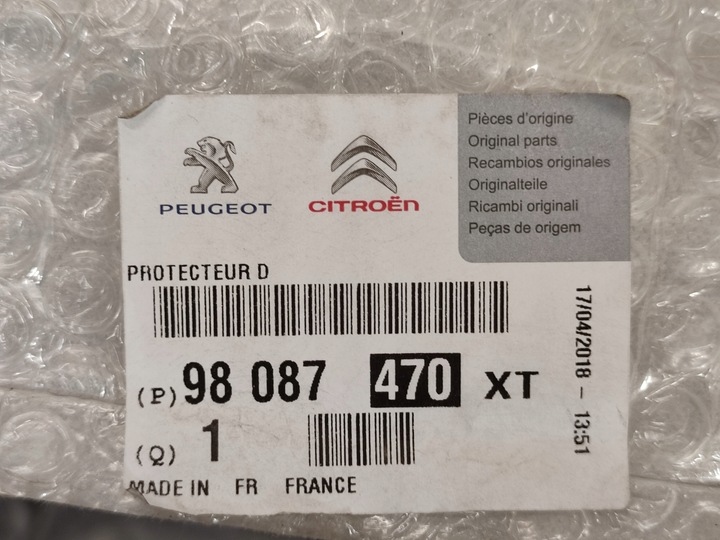 PEUGEOT
CITROËN
Pièces d'origine
Original parts
Recambios originales
Originalteile
Ricambi originali
Peças de origem
PROTECTEUR D
(P) 98 087 470 XT
(Q) 1
MADE IN FR FRANCE
17/04/2018 - 13:51